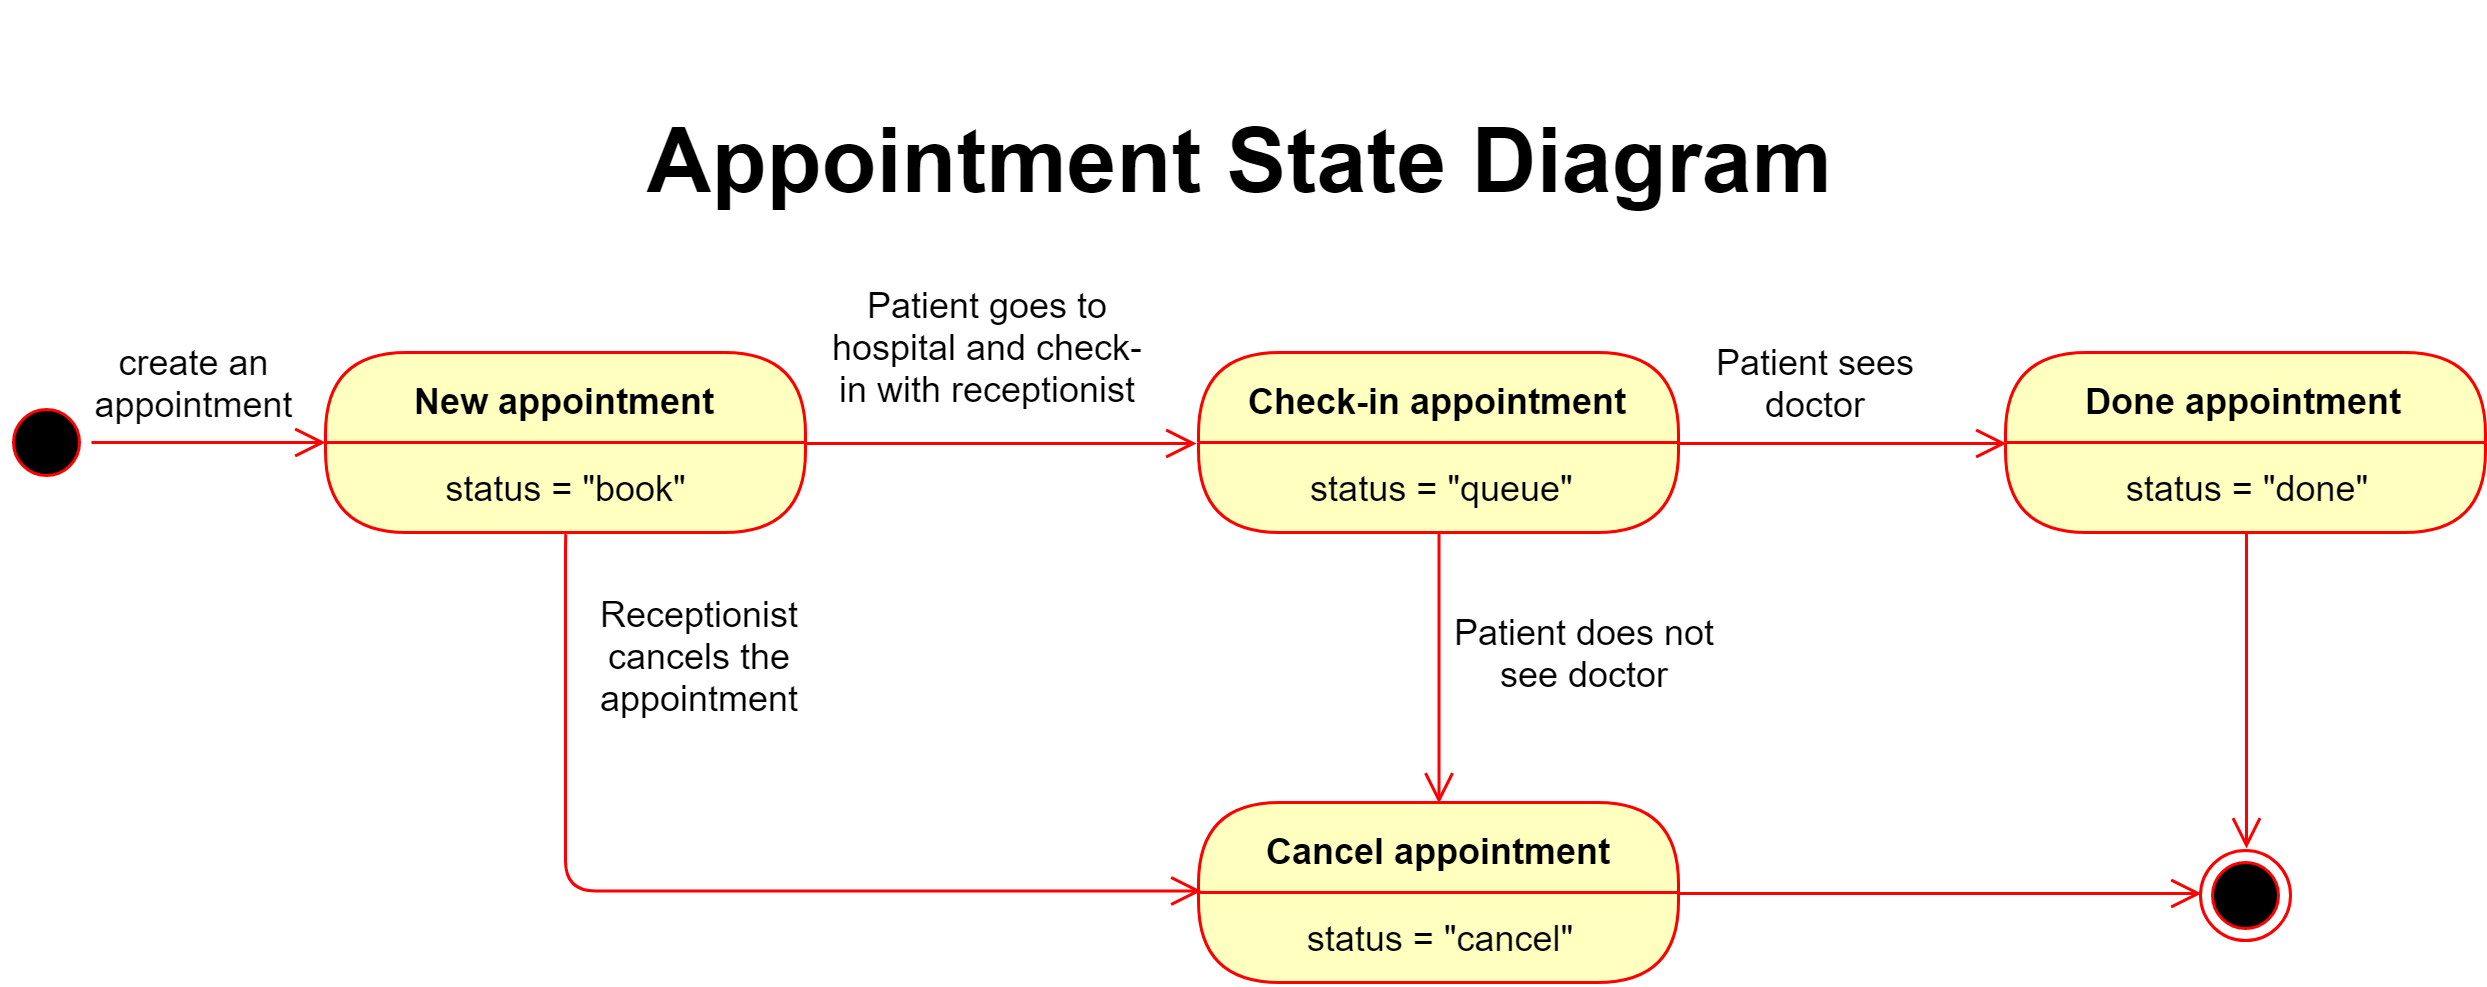 Appointment State Diagram
create an
appointment
New appointment
status = "book"
Patient goes to
hospital and check-
in with receptionist
Check-in appointment
status = "queue"
Patient sees
doctor
Done appointment
status = "done"
Receptionist
cancels the
appointment
Patient does not
see doctor
Cancel appointment
status = "cancel"